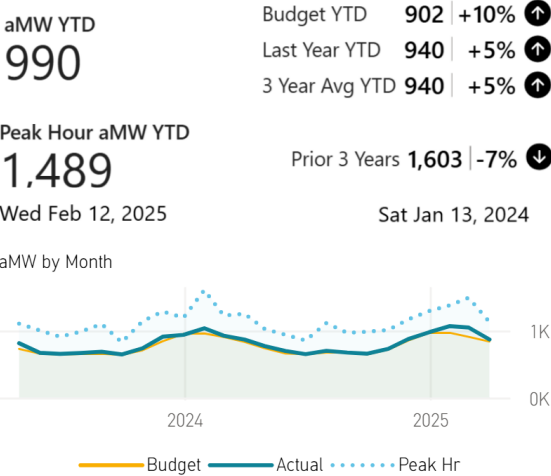 aMW YTD
990
Budget YTD 902 +10%
Last Year YTD 940 +5%
3 Year Avg YTD 940 +5%
Peak Hour aMW YTD
1,489
Wed Feb 12, 2025
Prior 3 Years 1,603 -7%
Sat Jan 13, 2024
aMW by Month
1K
0K
2024 2025
Budget Actual Peak Hr